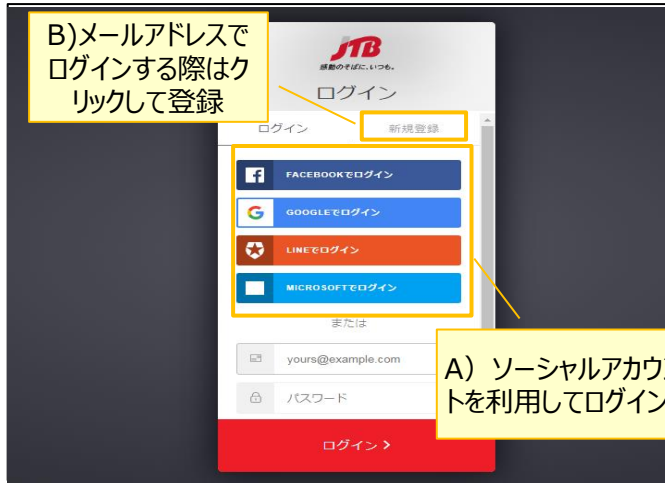 B)メールアドレスで
ログインする際はク
リックして登録
JTB
感動のそばに、いつも。
ログイン
ログイン
新規登録
FACEBOOKでログイン
GOOGLEでログイン
LINEでログイン
MICROSOFTでログイン
または
yours@example.com
パスワード
A）ソーシャルアカウン
トを利用してログイン
ログイン >